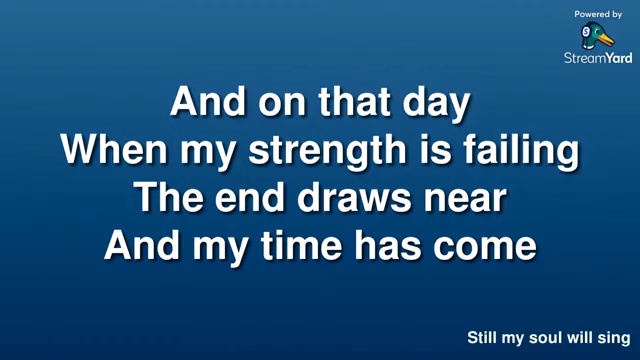 Powered by
StreamYard
And on that day
When my strength is failing
The end draws near
And my time has come
Still my soul will sing